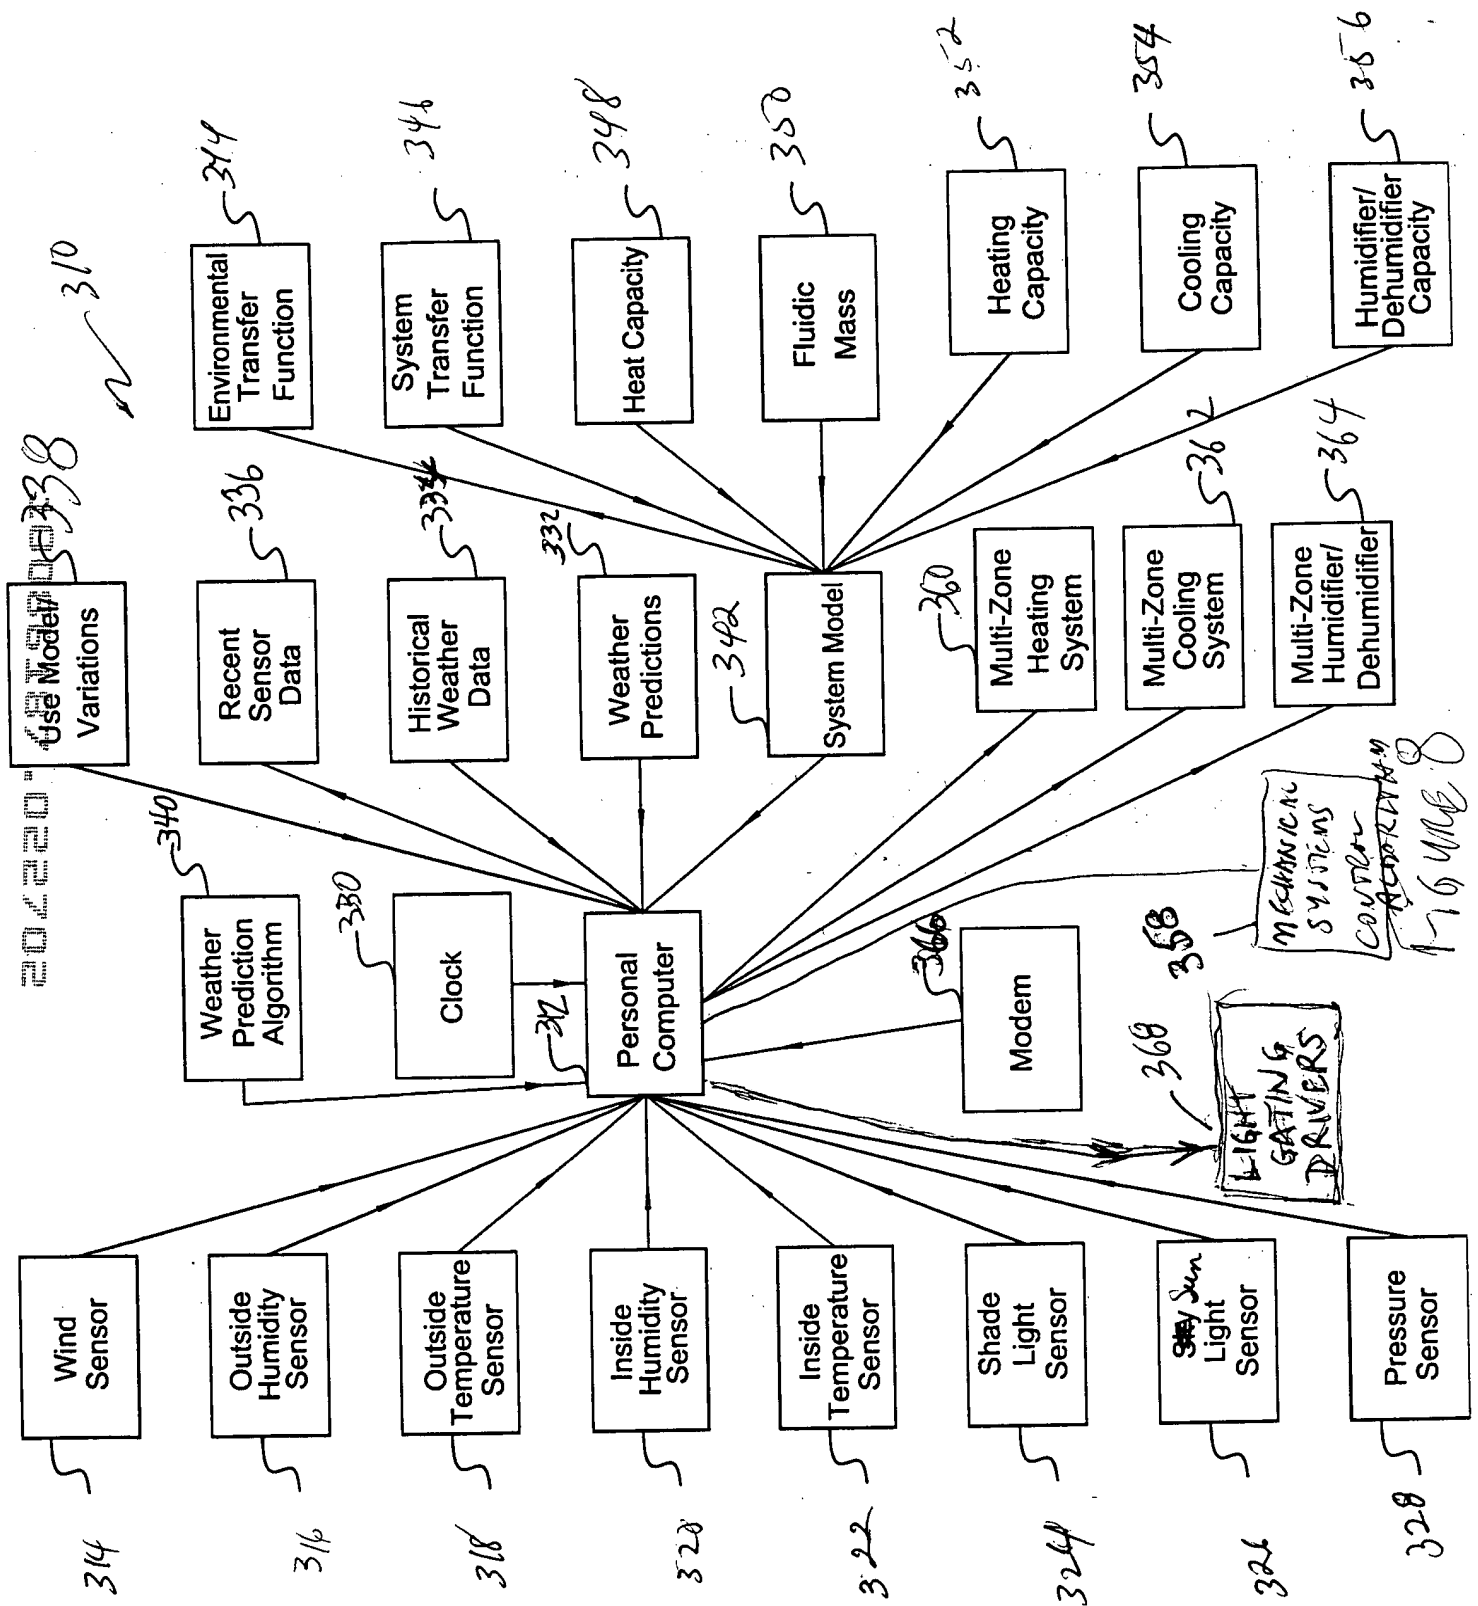 310
314
Wind
Sensor
316
Outside
Humidity
Sensor
318
Outside
Temperature
Sensor
320
Inside
Humidity
Sensor
322
Inside
Temperature
Sensor
324
Shade
Light
Sensor
326
Sun
Light
Sensor
328
Pressure
Sensor
340
Weather
Prediction
Algorithm
330
Clock
312
Personal
Computer
366
Modem
368
LIGHT
GATING
DRIVERS
358
MECHANICAL
SYSTEMS
CONTROL
ALGORITHM
338
Use Model/
Variations
336
Recent
Sensor
Data
334
Historical
Weather
Data
332
Weather
Predictions
342
System Model
360
Multi-Zone
Heating
System
362
Multi-Zone
Cooling
System
364
Multi-Zone
Humidifier/
Dehumidifier
344
Environmental
Transfer
Function
346
System
Transfer
Function
348
Heat Capacity
350
Fluidic
Mass
352
Heating
Capacity
354
Cooling
Capacity
356
Humidifier/
Dehumidifier
Capacity
FIGURE 8